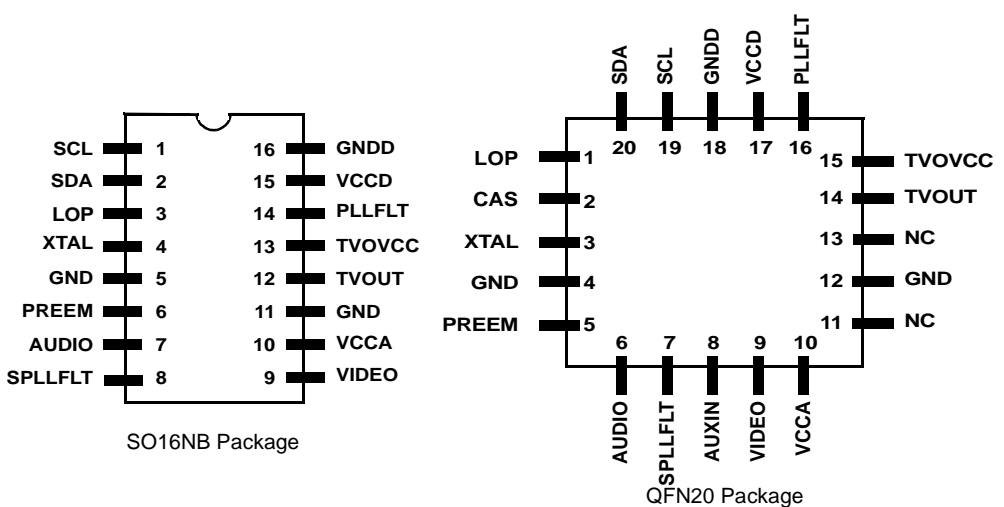 SCL 1 16 GNDD
SDA 2 15 VCCD
LOP 3 14 PLLFLT
XTAL 4 13 TVOVCC
GND 5 12 TVOUT
PREEM 6 11 GND
AUDIO 7 10 VCCA
SPLLFLT 8 9 VIDEO
SO16NB Package
SDA SCL GNDD VCCD PLLFLT
20 19 18 17 16
LOP 1 15 TVOVCC
CAS 2 14 TVOUT
XTAL 3 13 NC
GND 4 12 GND
PREEM 5 11 NC
6 7 8 9 10
AUDIO SPLLFLT AUXIN VIDEO VCCA
QFN20 Package